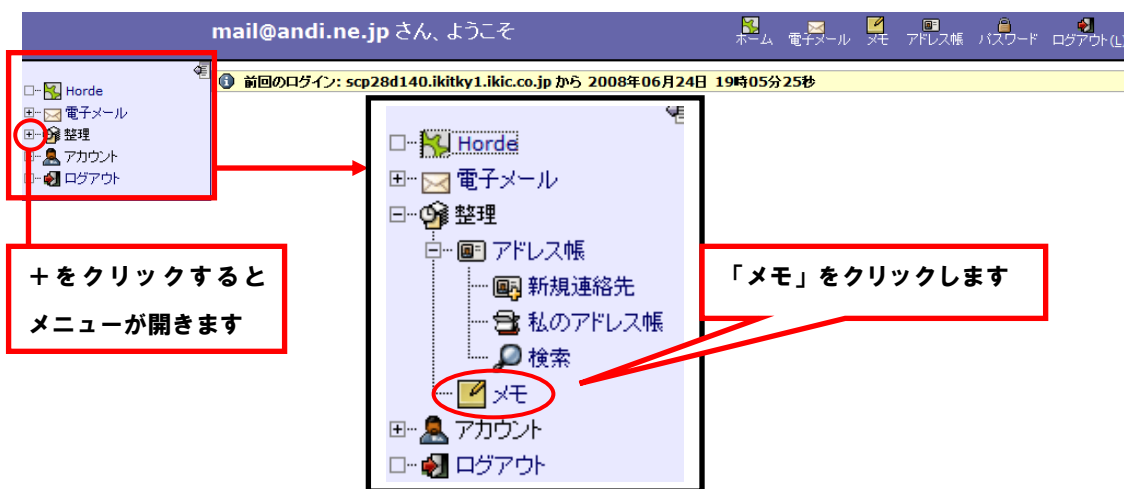 mail@andi.ne.jp さん、ようこそ
ホーム 電子メール メモ アドレス帳 パスワード ログアウト(L)
前回のログイン: scp28d140.ikitky1.ikic.co.jp から 2008年06月24日 19時05分25秒
Horde
電子メール
整理
アカウント
ログアウト
+をクリックすると
メニューが開きます
Horde
電子メール
整理
アドレス帳
新規連絡先
私のアドレス帳
検索
メモ
アカウント
ログアウト
「メモ」をクリックします